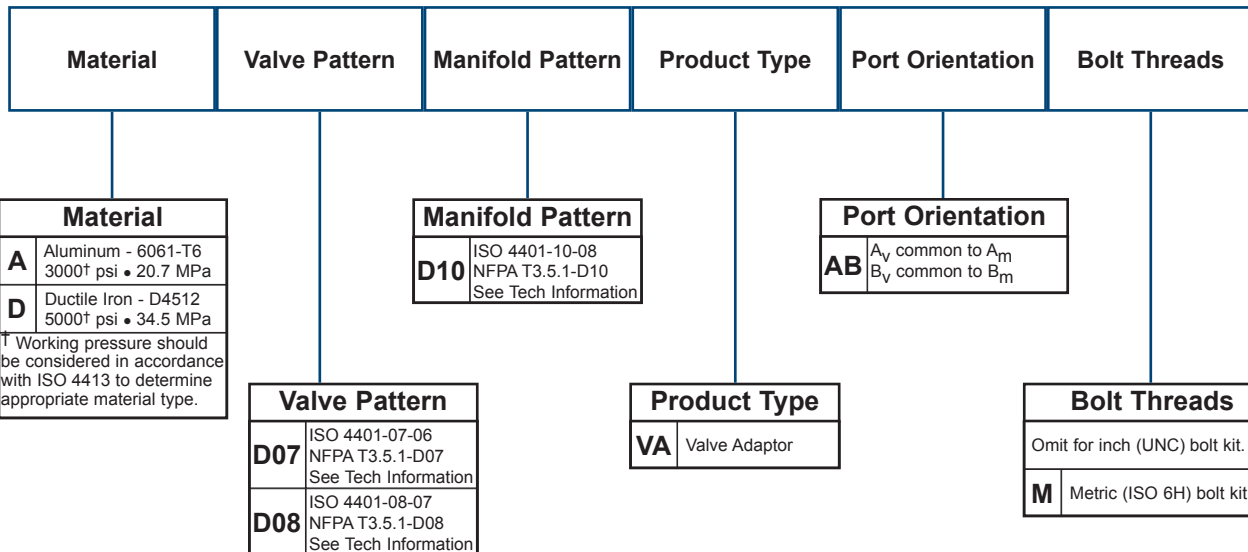 Material
Valve Pattern
Manifold Pattern
Product Type
Port Orientation
Bolt Threads
Material
A
Aluminum - 6061-T6
3000† psi • 20.7 MPa
D
Ductile Iron - D4512
5000† psi • 34.5 MPa
† Working pressure should
be considered in accordance
with ISO 4413 to determine
appropriate material type.
Valve Pattern
D07
ISO 4401-07-06
NFPA T3.5.1-D07
See Tech Information
D08
ISO 4401-08-07
NFPA T3.5.1-D08
See Tech Information
Manifold Pattern
D10
ISO 4401-10-08
NFPA T3.5.1-D10
See Tech Information
Product Type
VA
Valve Adaptor
Port Orientation
AB
Av common to Am
Bv common to Bm
Bolt Threads
Omit for inch (UNC) bolt kit.
M
Metric (ISO 6H) bolt kit